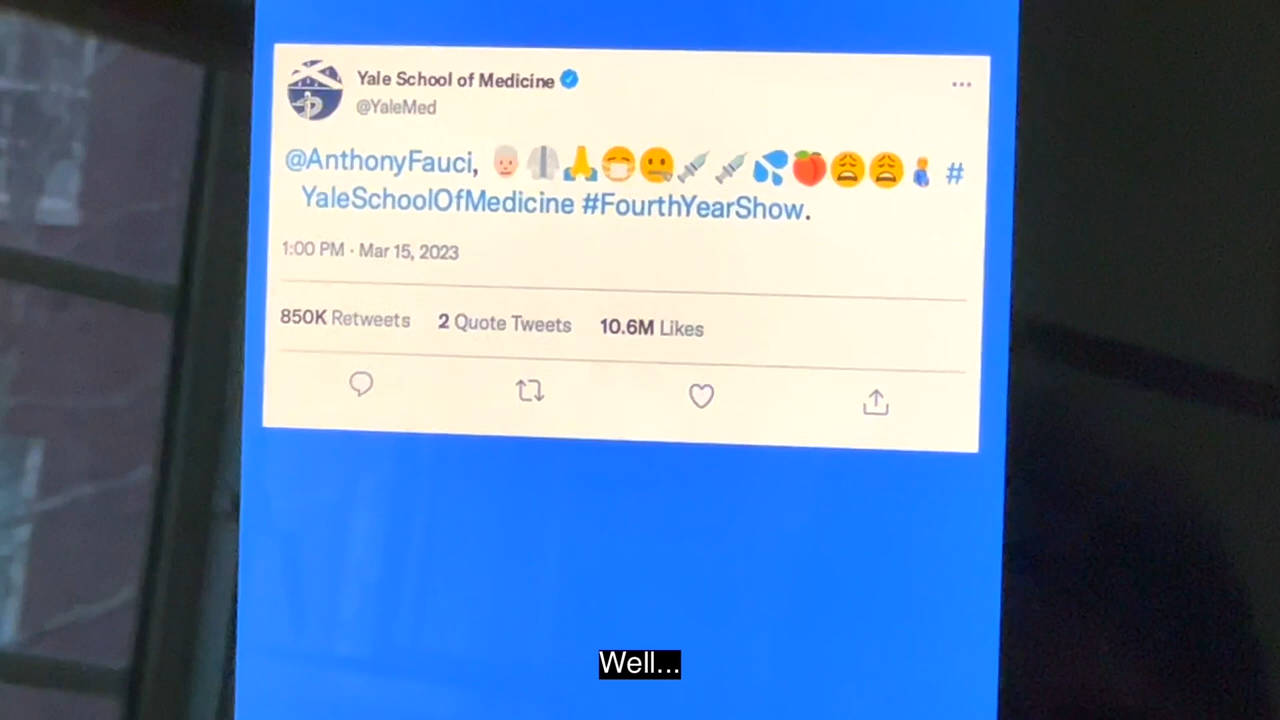 Yale School of Medicine
@YaleMed
@AnthonyFauci, 👴🥼🙏😷🤐💉💉💦🍑😩😩🧎 #
YaleSchoolOfMedicine #FourthYearShow.
1:00 PM · Mar 15, 2023
850K Retweets 2 Quote Tweets 10.6M Likes
Well...